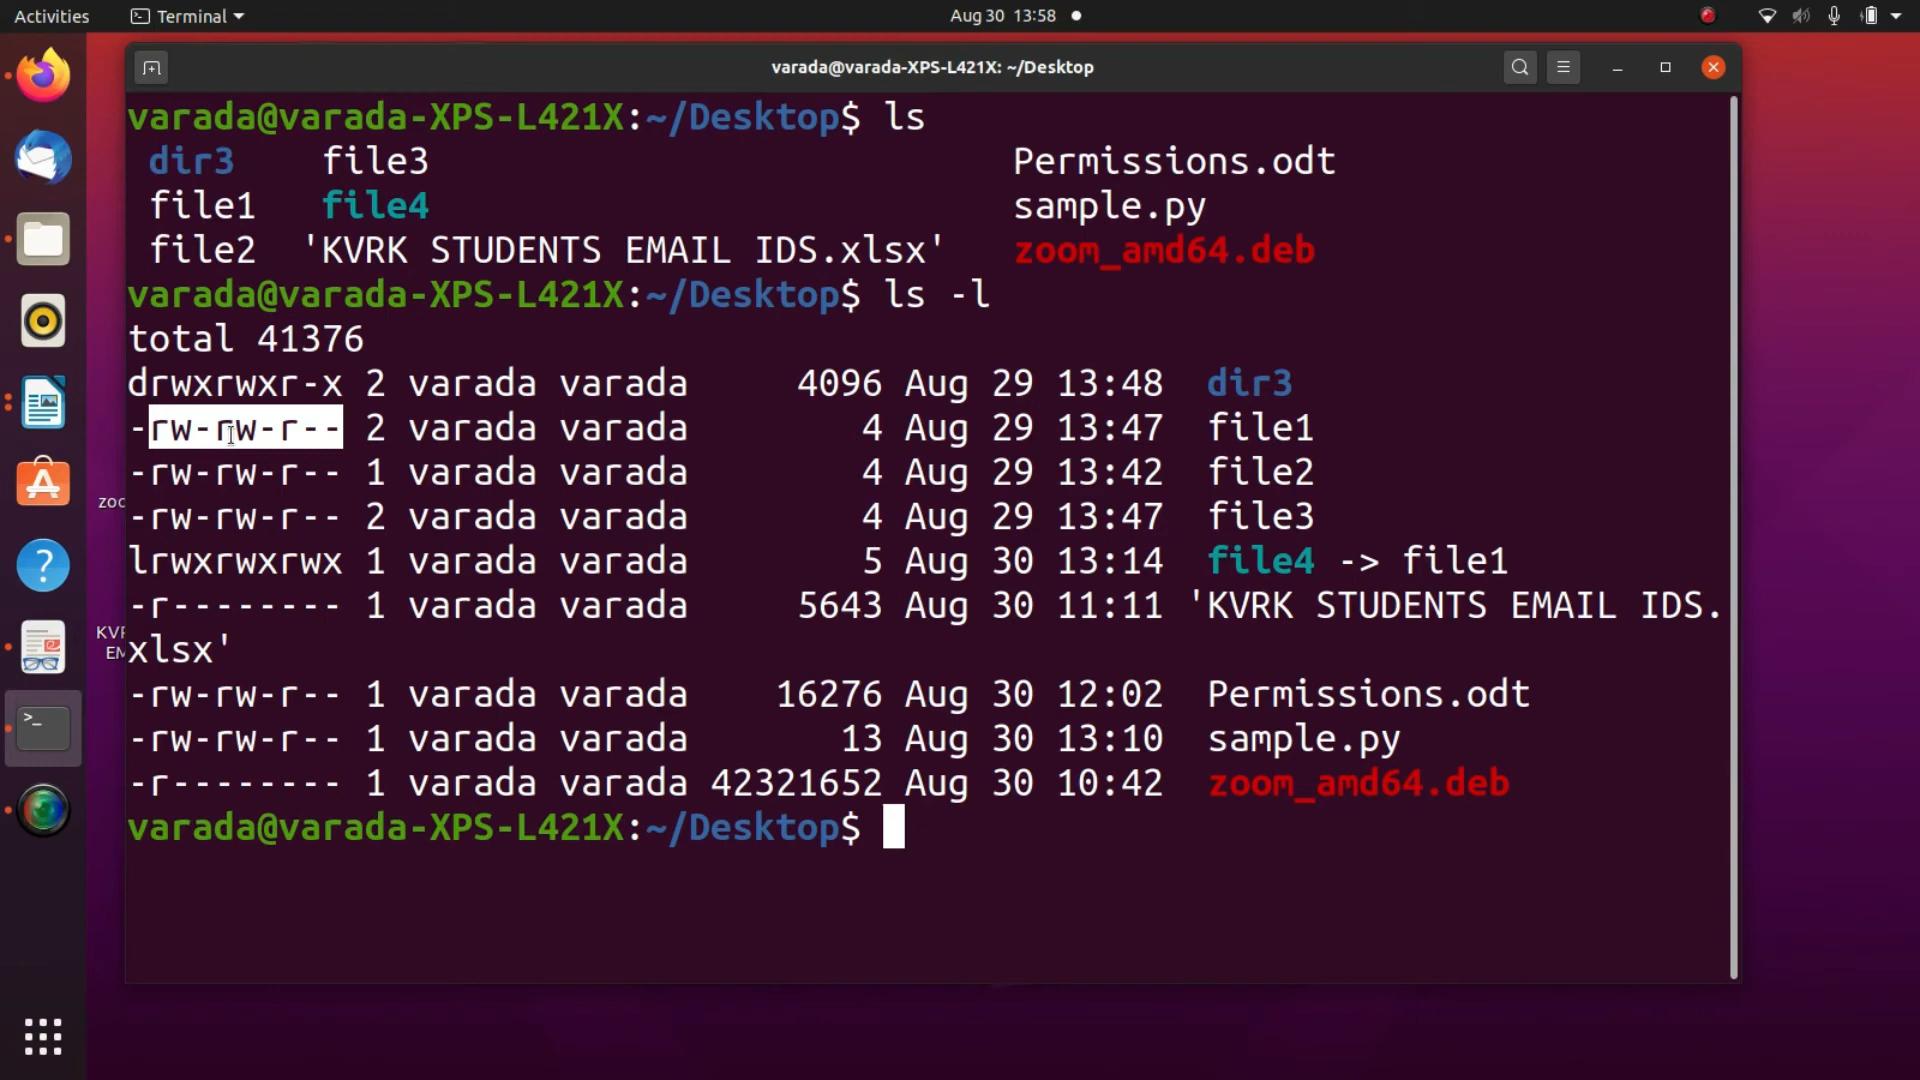 Activities Terminal Aug 30 13:58
varada@varada-XPS-L421X: ~/Desktop
varada@varada-XPS-L421X:~/Desktop$ ls
dir3 file3 Permissions.odt
file1 file4 sample.py
file2 'KVRK STUDENTS EMAIL IDS.xlsx' zoom_amd64.deb
varada@varada-XPS-L421X:~/Desktop$ ls -l
total 41376
drwxrwxr-x 2 varada varada 4096 Aug 29 13:48 dir3
-rw-rw-r-- 2 varada varada 4 Aug 29 13:47 file1
-rw-rw-r-- 1 varada varada 4 Aug 29 13:42 file2
-rw-rw-r-- 2 varada varada 4 Aug 29 13:47 file3
lrwxrwxrwx 1 varada varada 5 Aug 30 13:14 file4 -> file1
-r-------- 1 varada varada 5643 Aug 30 11:11 'KVRK STUDENTS EMAIL IDS.
xlsx'
-rw-rw-r-- 1 varada varada 16276 Aug 30 12:02 Permissions.odt
-rw-rw-r-- 1 varada varada 13 Aug 30 13:10 sample.py
-r-------- 1 varada varada 42321652 Aug 30 10:42 zoom_amd64.deb
varada@varada-XPS-L421X:~/Desktop$